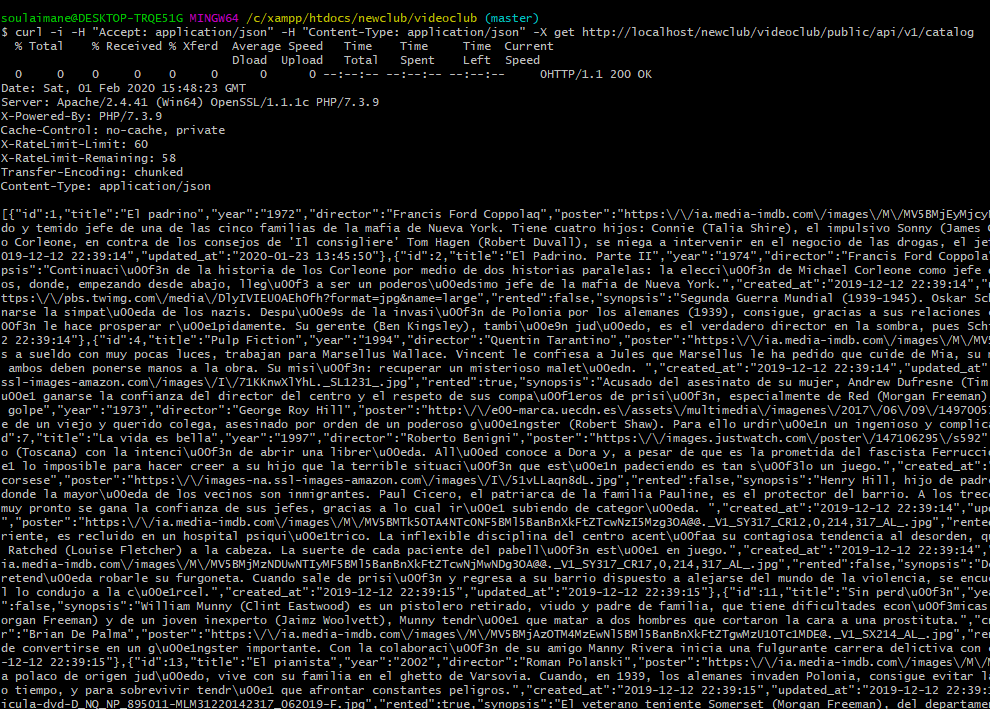 soulaimane@DESKTOP-TRQE51G MINGW64 /c/xampp/htdocs/newclub/videoclub (master)
$ curl -i -H "Accept: application/json" -H "Content-Type: application/json" -X get http://localhost/newclub/videoclub/public/api/v1/catalog
  % Total    % Received % Xferd  Average Speed   Time    Time     Time  Current
                                 Dload  Upload   Total   Spent    Left  Speed
  0     0    0     0    0     0      0      0 --:--:-- --:--:-- --:--:--     0HTTP/1.1 200 OK
Date: Sat, 01 Feb 2020 15:48:23 GMT
Server: Apache/2.4.41 (Win64) OpenSSL/1.1.1c PHP/7.3.9
X-Powered-By: PHP/7.3.9
Cache-Control: no-cache, private
X-RateLimit-Limit: 60
X-RateLimit-Remaining: 58
Transfer-Encoding: chunked
Content-Type: application/json

[{"id":1,"title":"El padrino","year":"1972","director":"Francis Ford Coppolaq","poster":"https:\/\/ia.media-imdb.com\/images\/M\/MV5BMjEyMjcy
do y temido jefe de una de las cinco familias de la mafia de Nueva York. Tiene cuatro hijos: Connie (Talia Shire), el impulsivo Sonny (James
o Corleone, en contra de los consejos de 'Il consigliere' Tom Hagen (Robert Duvall), se niega a intervenir en el negocio de las drogas, el je
019-12-12 22:39:14","updated_at":"2020-01-23 13:45:50"},{"id":2,"title":"El Padrino. Parte II","year":"1974","director":"Francis Ford Coppola
psis":"Continuaci\u00f3n de la historia de los Corleone por medio de dos historias paralelas: la elecci\u00f3n de Michael Corleone como jefe
os, donde, empezando desde abajo, lleg\u00f3 a ser un poderos\u00edsimo jefe de la mafia de Nueva York.","created_at":"2019-12-12 22:39:14","
ttps:\/\/pbs.twimg.com\/media\/DlyIVIEU0AEh0fh?format=jpg&name=large","rented":false,"synopsis":"Segunda Guerra Mundial (1939-1945). Oskar Sc
narse la simpat\u00eda de los nazis. Despu\u00e9s de la invasi\u00f3n de Polonia por los alemanes (1939), consigue, gracias a sus relaciones
00f3n le hace prosperar r\u00e1pidamente. Su gerente (Ben Kingsley), tambi\u00e9n jud\u00edo, es el verdadero director en la sombra, pues Sch
2 22:39:14"},{"id":4,"title":"Pulp Fiction","year":"1994","director":"Quentin Tarantino","poster":"https:\/\/ia.media-imdb.com\/images\/M\/MV5
s a sueldo con muy pocas luces, trabajan para Marsellus Wallace. Vincent le confiesa a Jules que Marsellus le ha pedido que cuide de Mia, su
 ambos deben ponerse manos a la obra. Su misi\u00f3n: recuperar un misterioso malet\u00edn. ","created_at":"2019-12-12 22:39:14","updated_at"
ssl-images-amazon.com\/images\/I\/71KKnwXlYhL._SL1231_.jpg","rented":true,"synopsis":"Acusado del asesinato de su mujer, Andrew Dufresne (Tim
u00e1 ganarse la confianza del director del centro y el respeto de sus compa\u00f1eros de prisi\u00f3n, especialmente de Red (Morgan Freeman)
 golpe","year":"1973","director":"George Roy Hill","poster":"http:\/\/e00-marca.uecdn.es\/assets\/multimedia\/imagenes\/2017\/06\/09\/1497005
e de un viejo y querido colega, asesinado por orden de un poderoso g\u00e1ngster (Robert Shaw). Para ello urdir\u00e1n un ingenioso y complica
d":7,"title":"La vida es bella","year":"1997","director":"Roberto Benigni","poster":"https:\/\/images.justwatch.com\/poster\/147106295\/s592"
o (Toscana) con la intenci\u00f3n de abrir una librer\u00eda. All\u00ed conoce a Dora y, a pesar de que es la prometida del fascista Ferrucci
e1 lo imposible para hacer creer a su hijo que la terrible situaci\u00f3n que est\u00e1n padeciendo es tan s\u00f3lo un juego.","created_at":
corsese","poster":"https:\/\/images-na.ssl-images-amazon.com\/images\/I\/51vLLaqn8dL.jpg","rented":false,"synopsis":"Henry Hill, hijo de padr
donde la mayor\u00eda de los vecinos son inmigrantes. Paul Cicero, el patriarca de la familia Pauline, es el protector del barrio. A los trec
muy pronto se gana la confianza de sus jefes, gracias a lo cual ir\u00e1 subiendo de categor\u00eda. ","created_at":"2019-12-12 22:39:14","up
","poster":"https:\/\/ia.media-imdb.com\/images\/M\/MV5BMTk5OTA4NTc0NF5BMl5BanBnXkFtZTcwNzI5Mzg3OA@@._V1_SY317_CR12,0,214,317_AL_.jpg","rente
riente, es recluido en un hospital psiqui\u00e1trico. La inflexible disciplina del centro acent\u00faa su contagiosa tendencia al desorden, q
 Ratched (Louise Fletcher) a la cabeza. La suerte de cada paciente del pabell\u00f3n est\u00e1 en juego.","created_at":"2019-12-12 22:39:14",
ia.media-imdb.com\/images\/M\/MV5BMjMzNDUwNTIyMF5BMl5BanBnXkFtZTcwNjMwNDg3OA@@._V1_SY317_CR17,0,214,317_AL_.jpg","rented":false,"synopsis":"D
retend\u00eda robarle su furgoneta. Cuando sale de prisi\u00f3n y regresa a su barrio dispuesto a alejarse del mundo de la violencia, se encu
l lo condujo a la c\u00e1rcel.","created_at":"2019-12-12 22:39:15","updated_at":"2019-12-12 22:39:15"},{"id":11,"title":"Sin perd\u00f3n","ye
":false,"synopsis":"William Munny (Clint Eastwood) es un pistolero retirado, viudo y padre de familia, que tiene dificultades econ\u00f3micas
organ Freeman) y de un joven inexperto (Jaimz Woolvett), Munny tendr\u00e1 que matar a dos hombres que cortaron la cara a una prostituta.","c
r":"Brian De Palma","poster":"https:\/\/ia.media-imdb.com\/images\/M\/MV5BMjAzOTM4MzEwNl5BMl5BanBnXkFtZTgwMzU1OTc1MDE@._V1_SX214_AL_.jpg","re
de convertirse en un g\u00e1ngster importante. Con la colaboraci\u00f3n de su amigo Manny Rivera inicia una fulgurante carrera delictiva con
-12-12 22:39:15"},{"id":13,"title":"El pianista","year":"2002","director":"Roman Polanski","poster":"https:\/\/ia.media-imdb.com\/images\/M\/
a polaco de origen jud\u00edo, vive con su familia en el ghetto de Varsovia. Cuando, en 1939, los alemanes invaden Polonia, consigue evitar l
o tiempo, y para sobrevivir tendr\u00e1 que afrontar constantes peligros.","created_at":"2019-12-12 22:39:15","updated_at":"2019-12-12 22:39:
icula-dvd-D_NQ_NP_895011-MLM31220142317_062019-F.jpg","rented":true,"synopsis":"El veterano teniente Somerset (Morgan Freeman), del departame